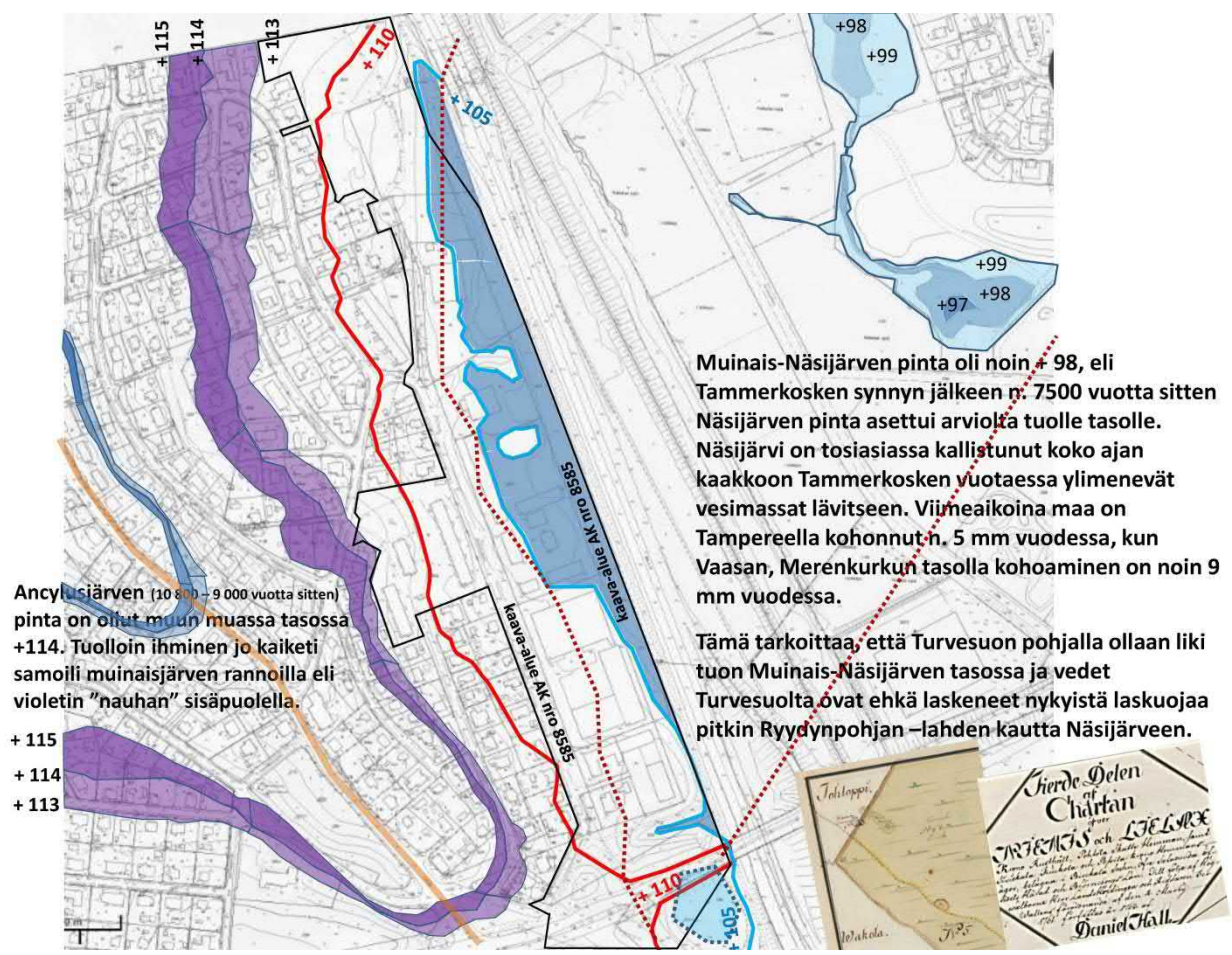 + 115
+ 114
+ 113
+ 110
+ 105
+98
+99
+99
+98
+97
kaava-alue AK nro 8585
Muinais-Näsijärven pinta oli noin + 98, eli
Tammerkosken synnyn jälkeen n. 7500 vuotta sitten
Näsijärven pinta asettui arviolta tuolle tasolle.
Näsijärvi on tosiasiassa kallistunut koko ajan
kaakkoon Tammerkosken vuotaessa ylimenevät
vesimassat lävitseen. Viimeaikoina maa on
Tampereella kohonnut n. 5 mm vuodessa, kun
Vaasan, Merenkurkun tasolla kohoaminen on noin 9
mm vuodessa.
Tämä tarkoittaa, että Turvesuon pohjalla ollaan liki
tuon Muinais-Näsijärven tasossa ja vedet
Turvesuolta ovat ehkä laskeneet nykyistä laskuojaa
pitkin Ryydynpohjan –lahden kautta Näsijärveen.
Ancylusjärven (10 800 – 9 000 vuotta sitten)
pinta on ollut muun muassa tasossa
+114. Tuolloin ihminen jo kaiketi
samoili muinaisjärven rannoilla eli
violetin ”nauhan” sisäpuolella.
kaava-alue AK nro 8585
+ 115
+ 114
+ 113
+ 110
+ 105
Tohloppi.
Wakola.
Fierde Delen
af
Chartan
öfver
och
Daniel Hall